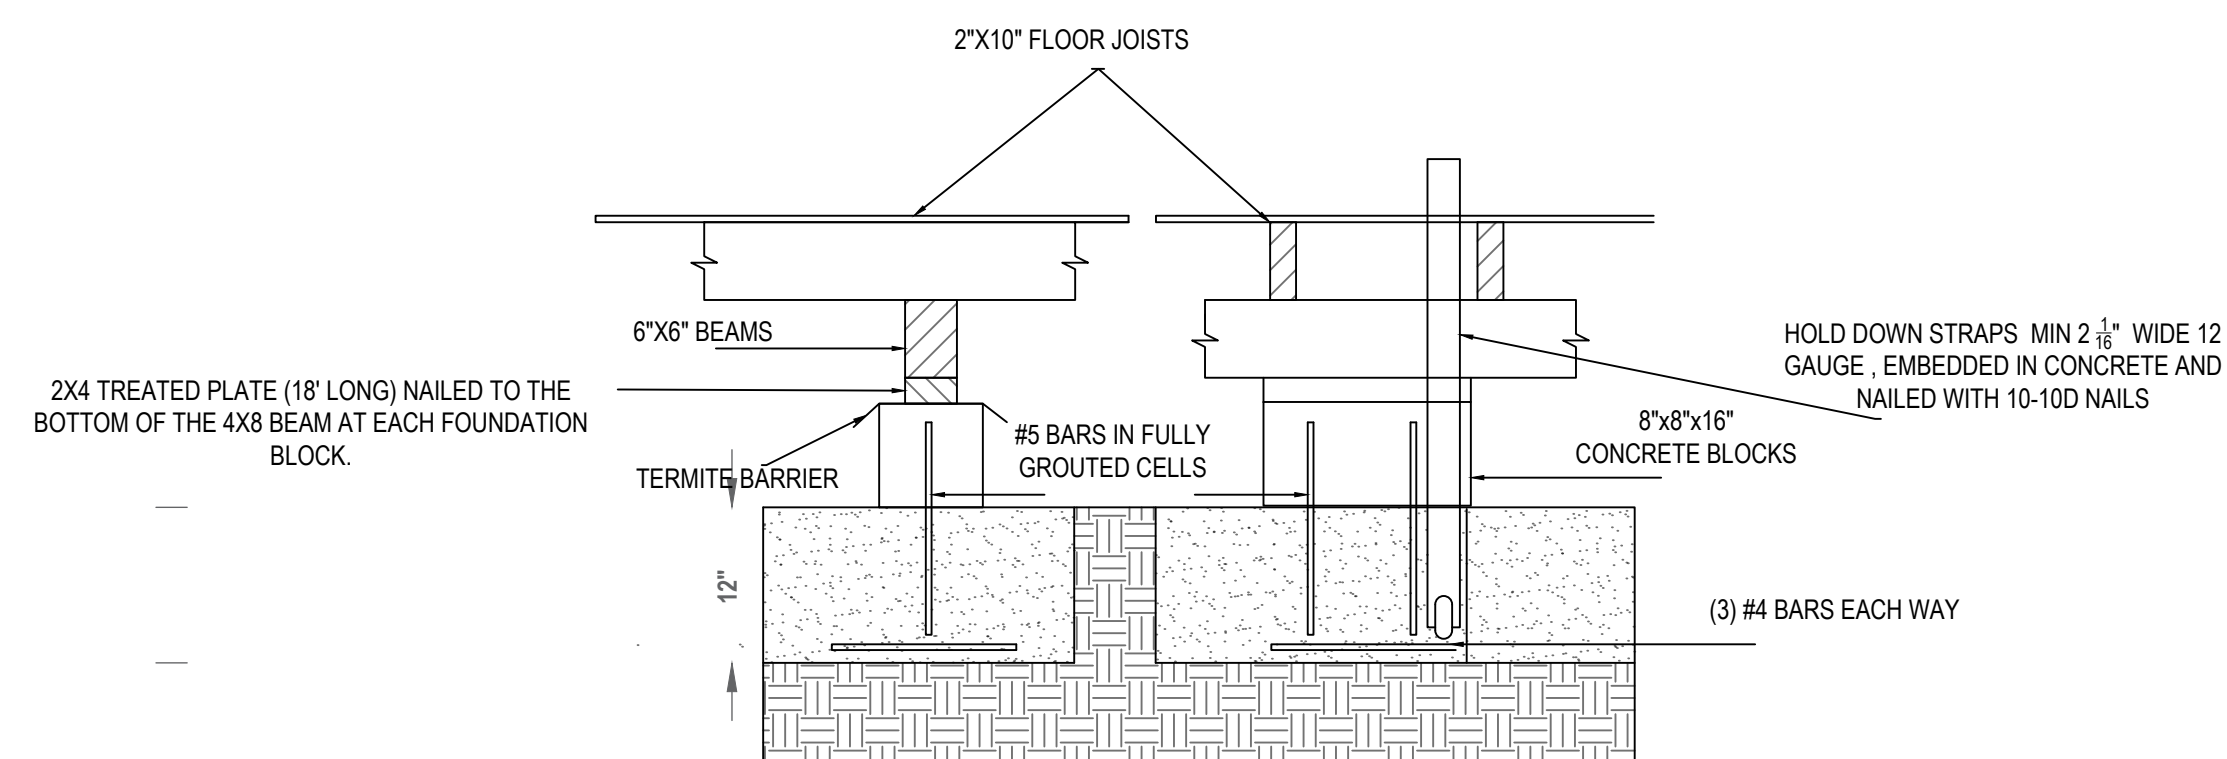 2"X10" FLOOR JOISTS
6"X6" BEAMS
2X4 TREATED PLATE (18' LONG) NAILED TO THE
BOTTOM OF THE 4X8 BEAM AT EACH FOUNDATION
BLOCK.
TERMITE BARRIER
#5 BARS IN FULLY
GROUTED CELLS
HOLD DOWN STRAPS MIN 2 1/16" WIDE 12
GAUGE , EMBEDDED IN CONCRETE AND
NAILED WITH 10-10D NAILS
8"x8"x16"
CONCRETE BLOCKS
12"
(3) #4 BARS EACH WAY